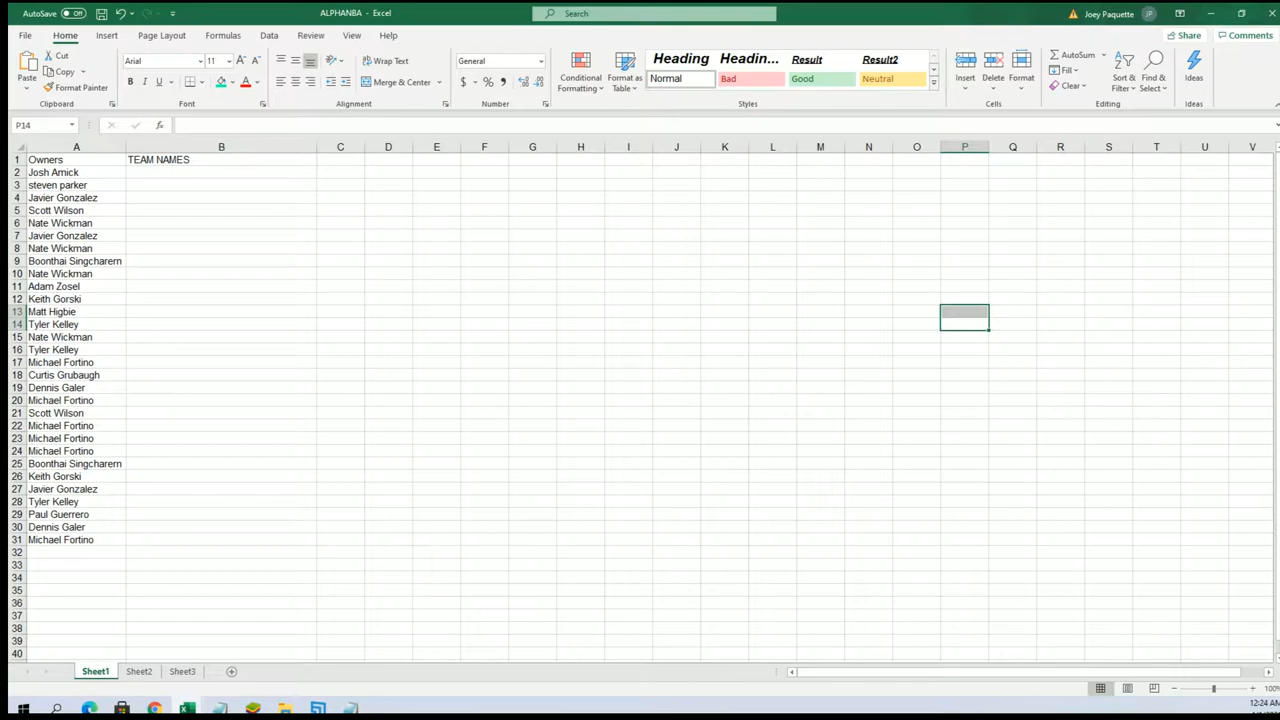 AutoSave Off ALPHANBA - Excel Search Joey Paquette JP
File Home Insert Page Layout Formulas Data Review View Help Share Comments
Paste Cut Copy Format Painter Clipboard
Arial 11 B I U Font
Wrap Text Merge & Center Alignment
General $ % Number
Conditional Formatting Format as Table
Heading Headin... Result Result2
Normal Bad Good Neutral Styles
Insert Delete Format Cells
AutoSum Fill Clear Sort & Filter Find & Select Editing
Ideas Ideas
P14 fx
A B C D E F G H I J K L M N O P Q R S T U V
1 Owners TEAM NAMES
2 Josh Amick
3 steven parker
4 Javier Gonzalez
5 Scott Wilson
6 Nate Wickman
7 Javier Gonzalez
8 Nate Wickman
9 Boonthai Singcharern
10 Nate Wickman
11 Adam Zosel
12 Keith Gorski
13 Matt Higbie
14 Tyler Kelley
15 Nate Wickman
16 Tyler Kelley
17 Michael Fortino
18 Curtis Grubaugh
19 Dennis Galer
20 Michael Fortino
21 Scott Wilson
22 Michael Fortino
23 Michael Fortino
24 Michael Fortino
25 Boonthai Singcharern
26 Keith Gorski
27 Javier Gonzalez
28 Tyler Kelley
29 Paul Guerrero
30 Dennis Galer
31 Michael Fortino
32
33
34
35
36
37
38
39
40
Sheet1 Sheet2 Sheet3
100%
12:24 AM